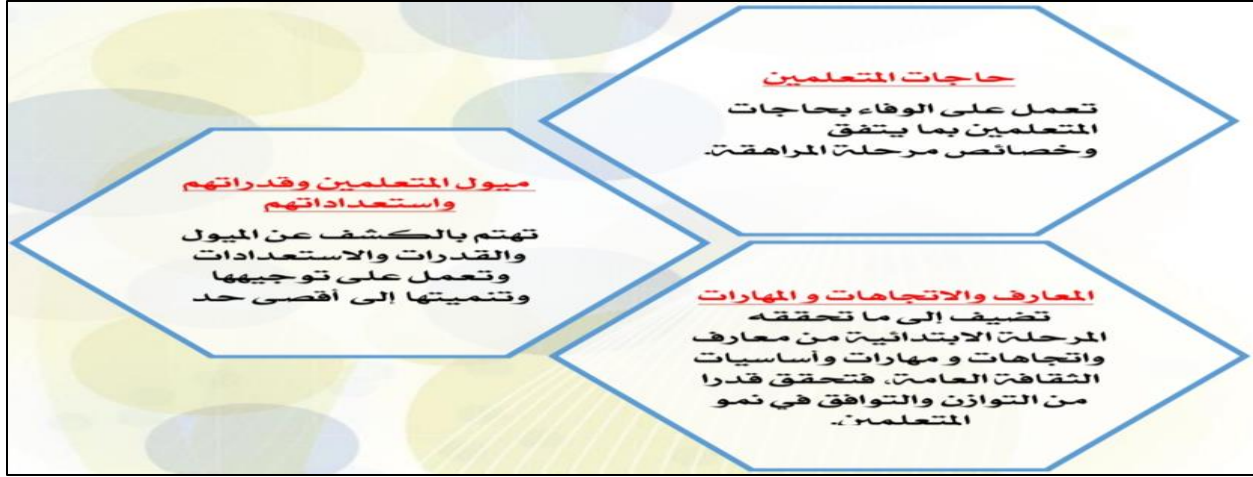 حاجات المتعلمين
تعمل على الوفاء بحاجات
المتعلمين بما يتفق
وخصائص مرحلة المراهقة.
ميول المتعلمين وقدراتهم
واستعداداتهم
تهتم بالكشف عن الميول
والقدرات والاستعدادات
وتعمل على توجيهها
وتنميتها إلى أقصى حد
المعارف والاتجاهات و المهارات
تضيف إلى ما تحققه
المرحلة الابتدائية من معارف
واتجاهات و مهارات وأساسيات
الثقافة العامة، فتحقق قدرا
من التوازن والتوافق في نمو
المتعلمين.